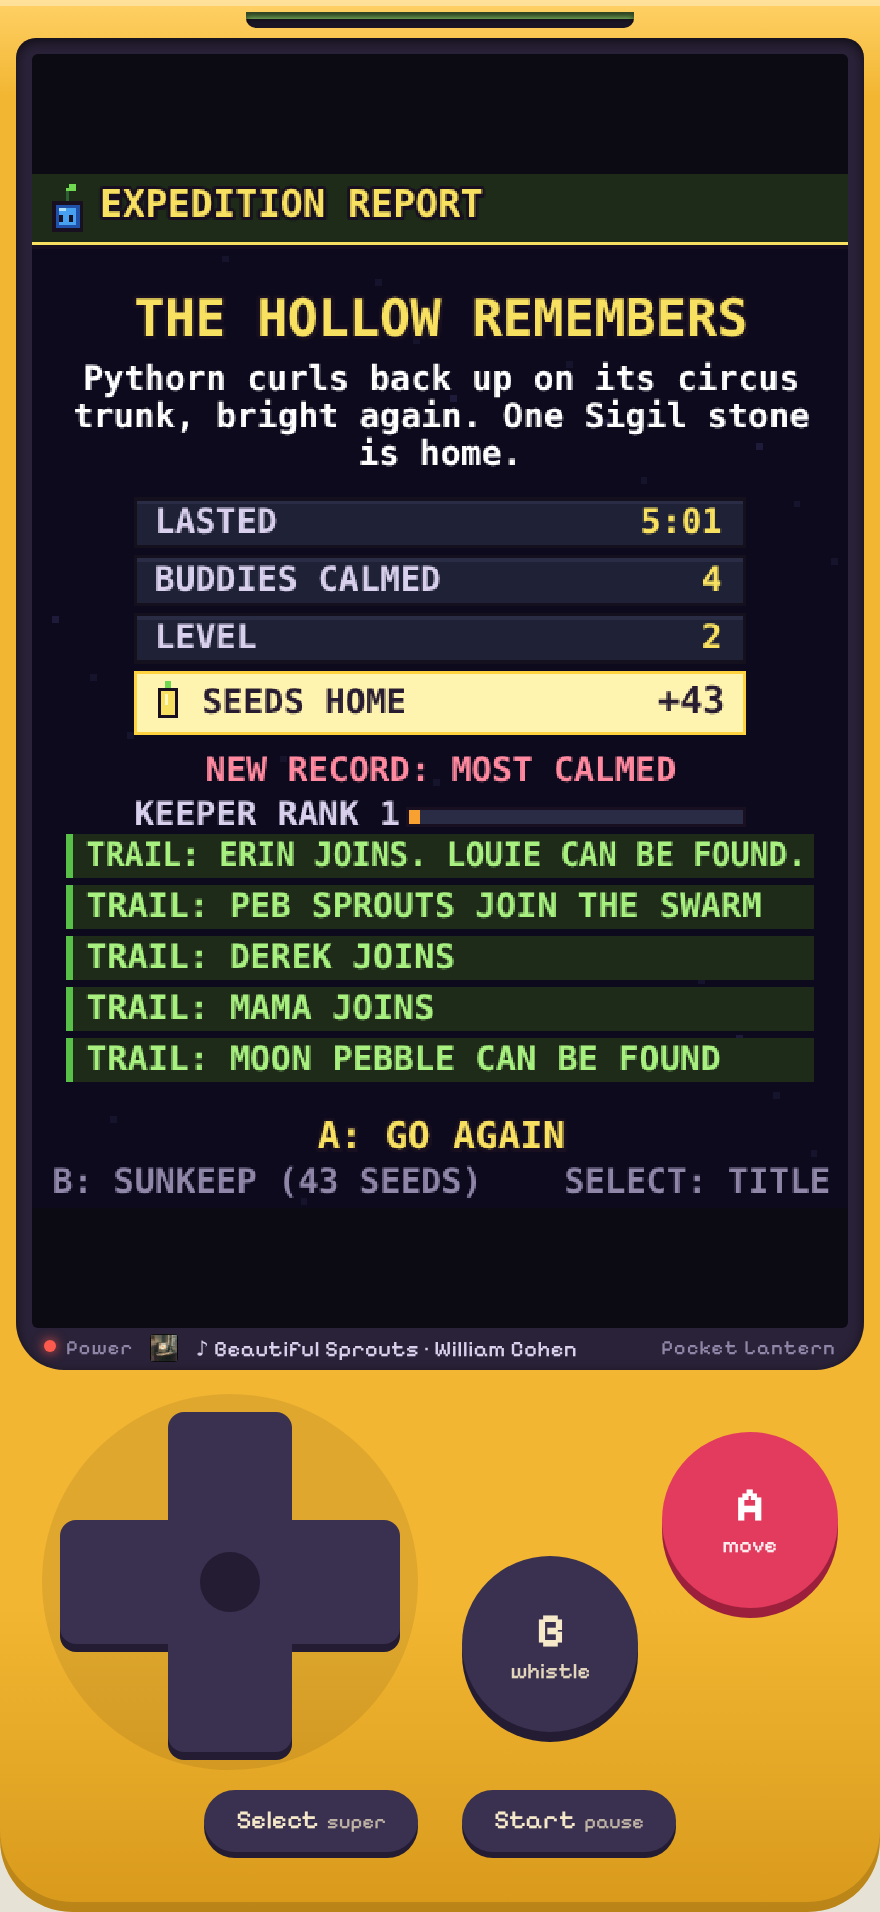 EXPEDITION REPORT
THE HOLLOW REMEMBERS
Pythorn curls back up on its circus
trunk, bright again. One Sigil stone
is home.
LASTED 5:01
BUDDIES CALMED 4
LEVEL 2
SEEDS HOME +43
NEW RECORD: MOST CALMED
KEEPER RANK 1
TRAIL: ERIN JOINS. LOUIE CAN BE FOUND.
TRAIL: PEB SPROUTS JOIN THE SWARM
TRAIL: DEREK JOINS
TRAIL: MAMA JOINS
TRAIL: MOON PEBBLE CAN BE FOUND
A: GO AGAIN
B: SUNKEEP (43 SEEDS) SELECT: TITLE
Power ♪ Beautiful Sprouts · William Cohen Pocket Lantern
A
move
B
whistle
Select super Start pause